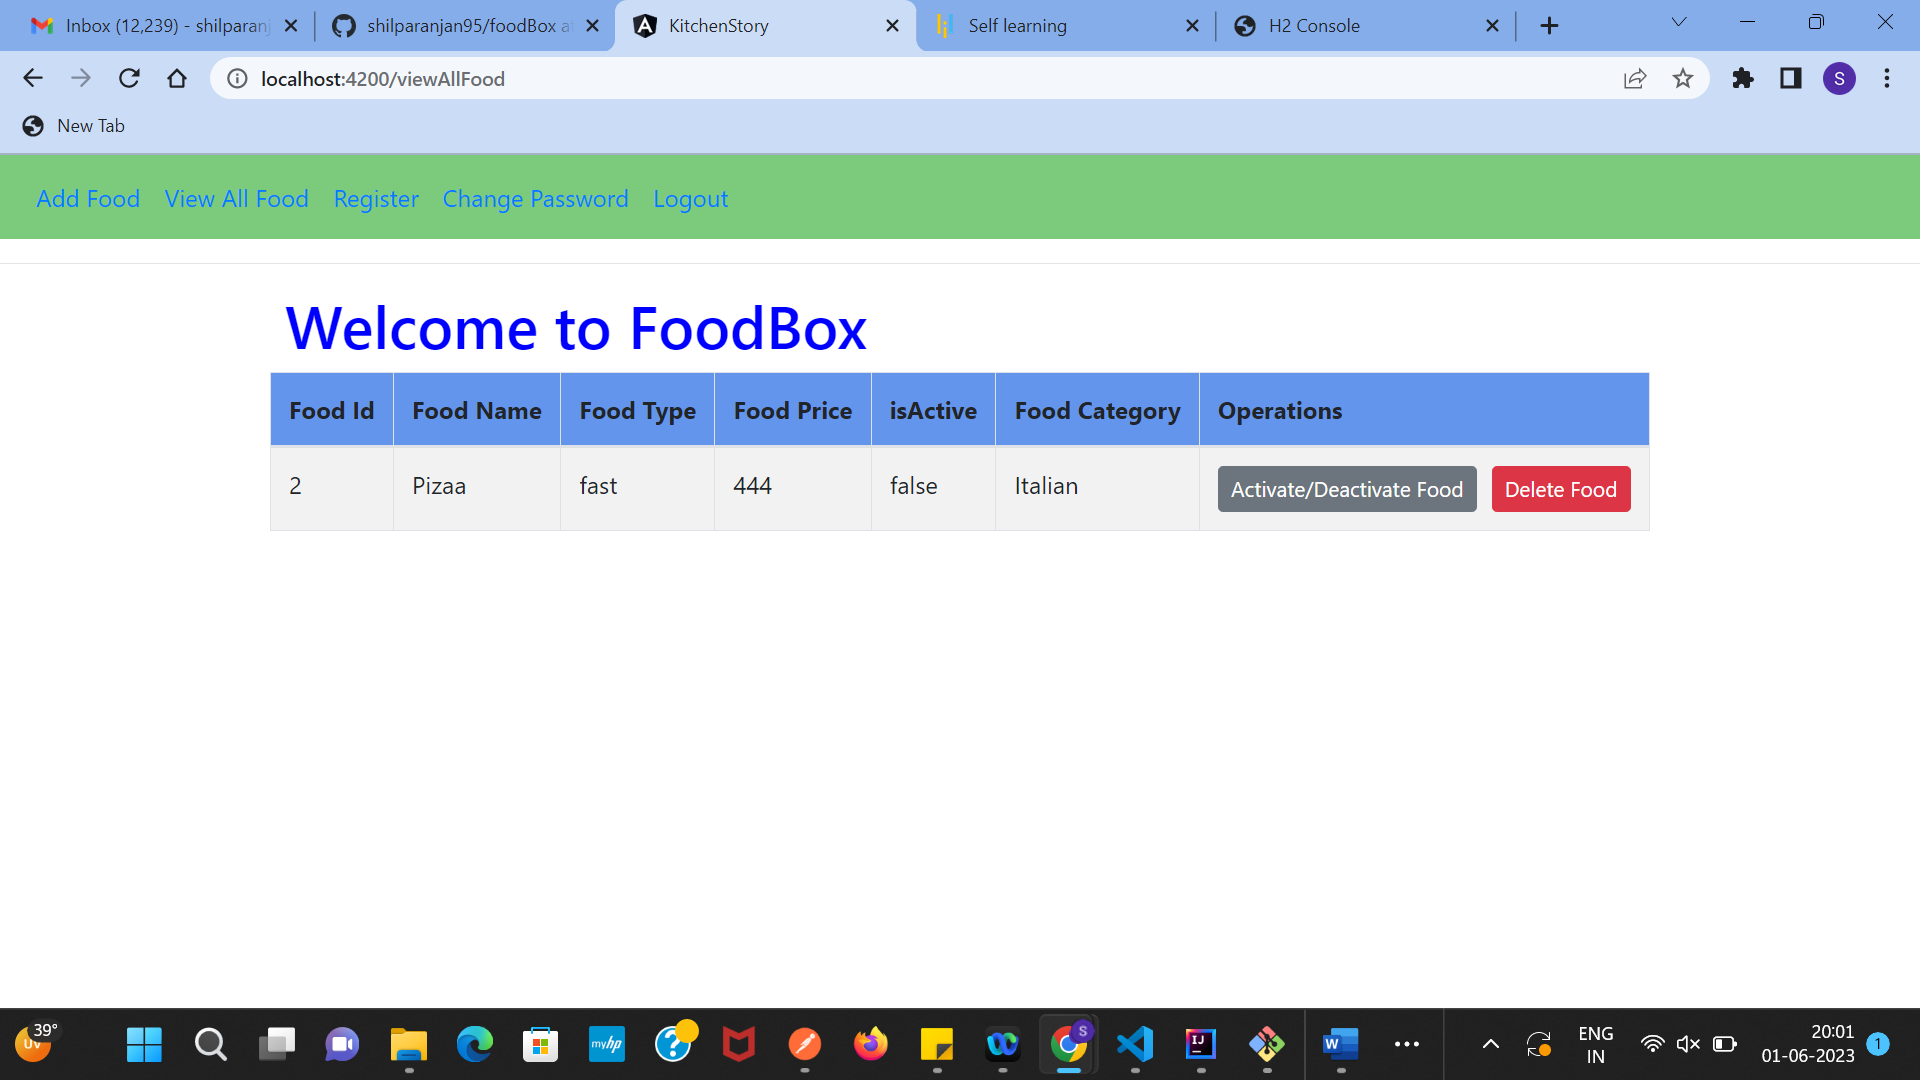 Inbox (12,239) - shilparanj
shilparanjan95/foodBox a
KitchenStory
Self learning
H2 Console
localhost:4200/viewAllFood
S
New Tab
Add Food View All Food Register Change Password Logout
Welcome to FoodBox
Food Id Food Name Food Type Food Price isActive Food Category Operations
2 Pizaa fast 444 false Italian Activate/Deactivate Food Delete Food
39°
UV
myhp
?
S
IJ
W
ENG
IN
20:01
01-06-2023
1